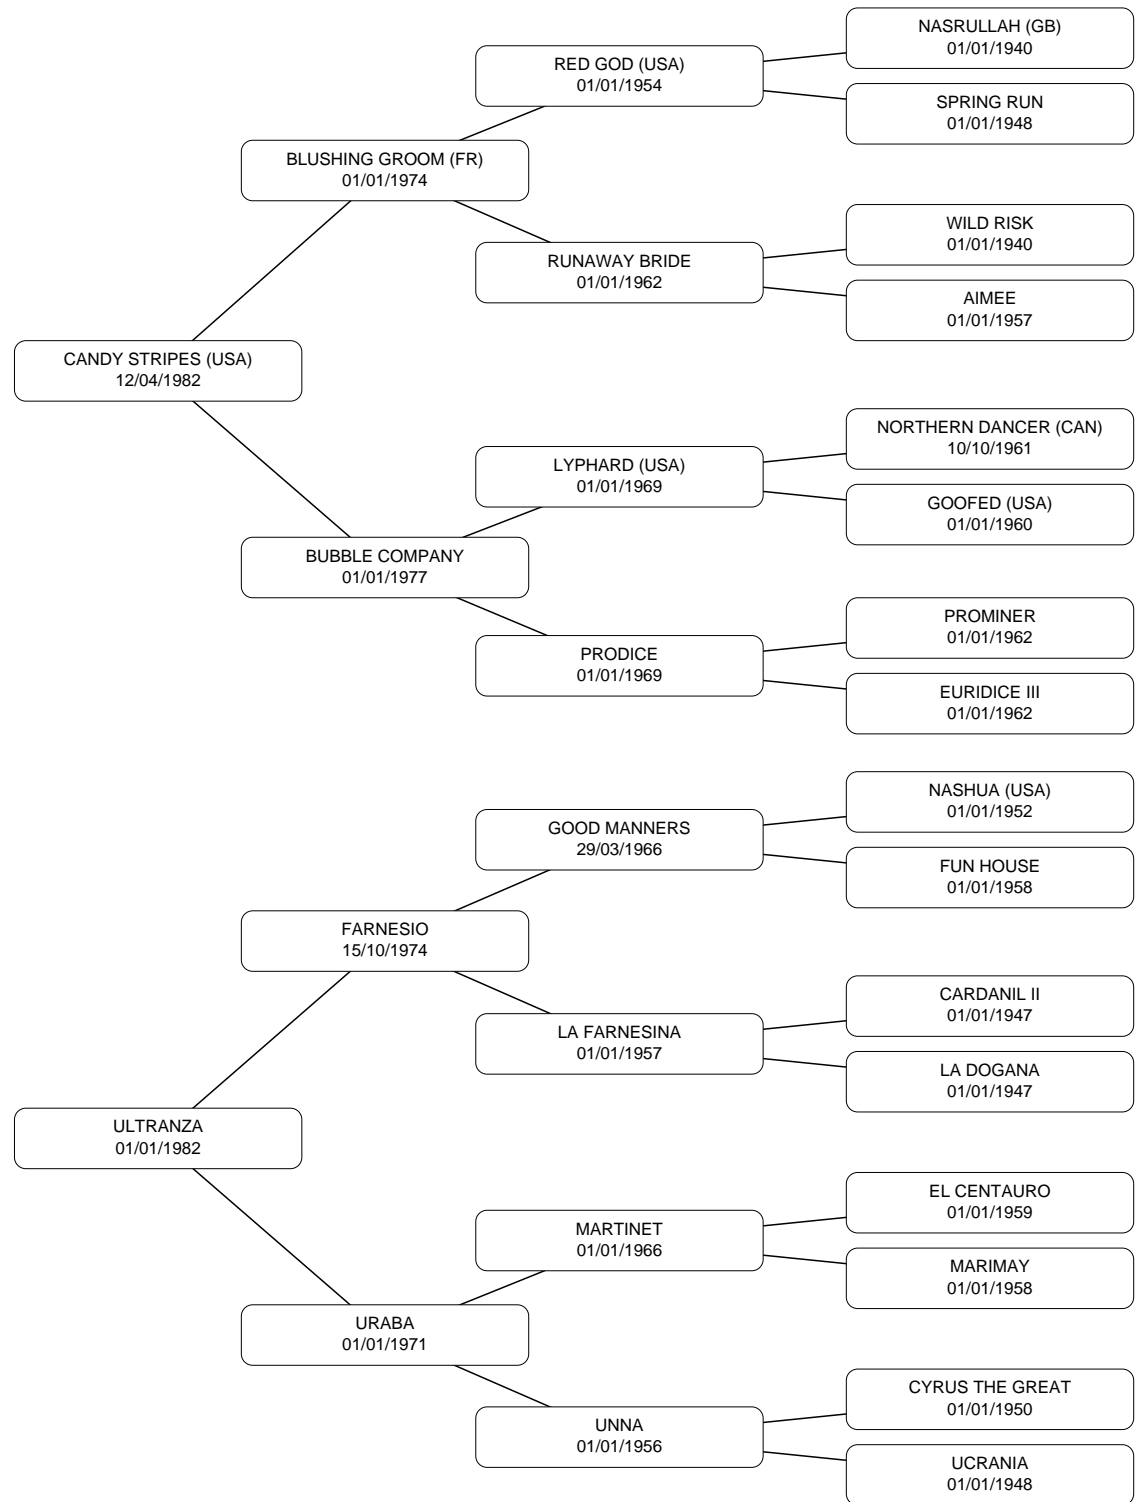 NASRULLAH (GB)
01/01/1940
RED GOD (USA)
01/01/1954
SPRING RUN
01/01/1948
BLUSHING GROOM (FR)
01/01/1974
WILD RISK
01/01/1940
RUNAWAY BRIDE
01/01/1962
AIMEE
01/01/1957
CANDY STRIPES (USA)
12/04/1982
NORTHERN DANCER (CAN)
10/10/1961
LYPHARD (USA)
01/01/1969
GOOFED (USA)
01/01/1960
BUBBLE COMPANY
01/01/1977
PROMINER
01/01/1962
PRODICE
01/01/1969
EURIDICE III
01/01/1962
NASHUA (USA)
01/01/1952
GOOD MANNERS
29/03/1966
FUN HOUSE
01/01/1958
FARNESIO
15/10/1974
CARDANIL II
01/01/1947
LA FARNESINA
01/01/1957
LA DOGANA
01/01/1947
ULTRANZA
01/01/1982
EL CENTAURO
01/01/1959
MARTINET
01/01/1966
MARIMAY
01/01/1958
URABA
01/01/1971
CYRUS THE GREAT
01/01/1950
UNNA
01/01/1956
UCRANIA
01/01/1948